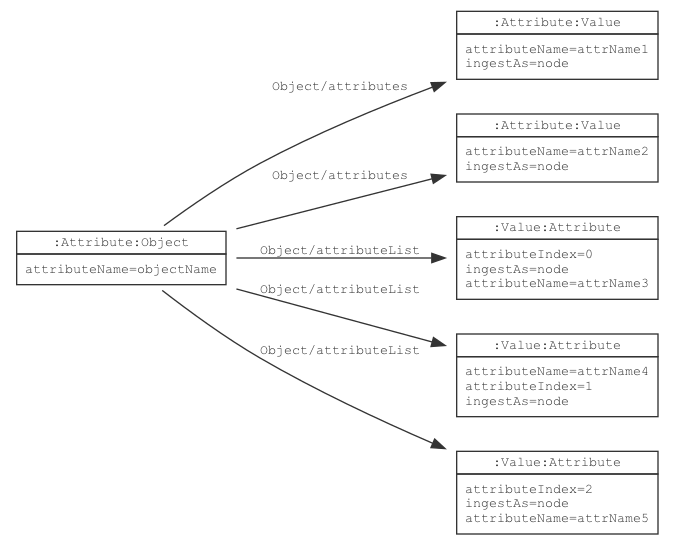 :Attribute:Value
attributeName=attrName1
ingestAs=node
Object/attributes
:Attribute:Value
attributeName=attrName2
ingestAs=node
Object/attributes
:Attribute:Object
attributeName=objectName
Object/attributeList
:Value:Attribute
attributeIndex=0
ingestAs=node
attributeName=attrName3
Object/attributeList
:Value:Attribute
attributeName=attrName4
attributeIndex=1
ingestAs=node
Object/attributeList
:Value:Attribute
attributeIndex=2
ingestAs=node
attributeName=attrName5